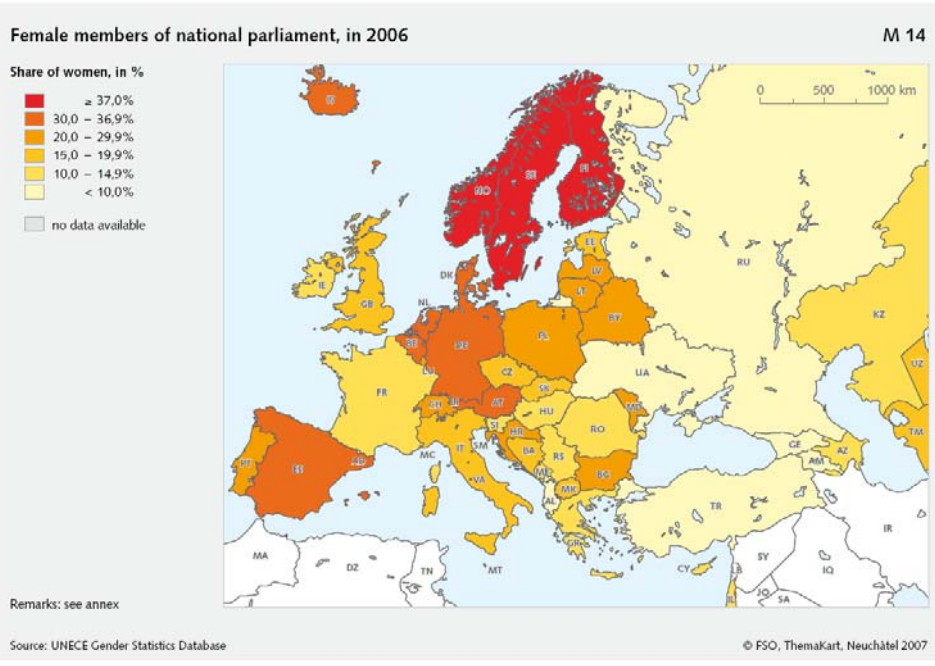 Female members of national parliament, in 2006
M 14
Share of women, in %
≥ 37,0%
30,0 – 36,9%
20,0 – 29,9%
15,0 – 19,9%
10,0 – 14,9%
< 10,0%
no data available
0 500 1000 km
IS
NO
SE
FI
RU
EE
LV
LT
BY
DK
IE
GB
NL
BE
DE
PL
KZ
LU
CZ
UA
UZ
FR
SK
CH
AT
HU
MD
TM
SI
HR
RO
IT
SM
BA
RS
GE
AZ
AM
MC
ME
BG
PT
ES
AD
VA
MK
AL
TR
GR
IR
MA
DZ
TN
MT
CY
SY
LB
IQ
JO
IL
SA
Remarks: see annex
Source: UNECE Gender Statistics Database
© FSO, ThemaKart, Neuchâtel 2007